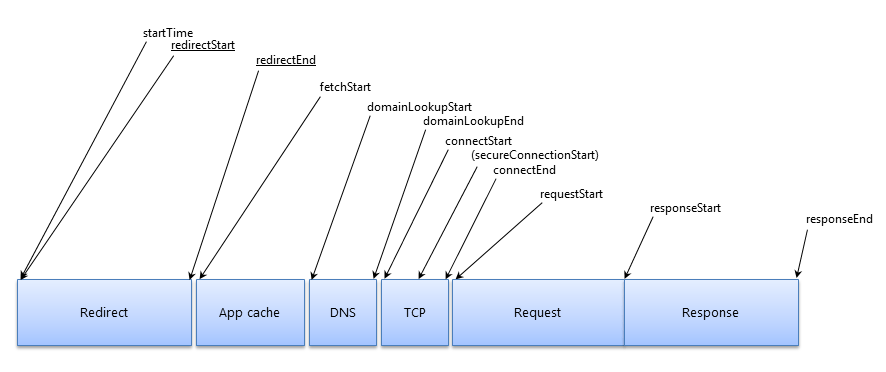 startTime
redirectStart
redirectEnd
fetchStart
domainLookupStart
domainLookupEnd
connectStart
(secureConnectionStart)
connectEnd
requestStart
responseStart
responseEnd
Redirect
App cache
DNS
TCP
Request
Response